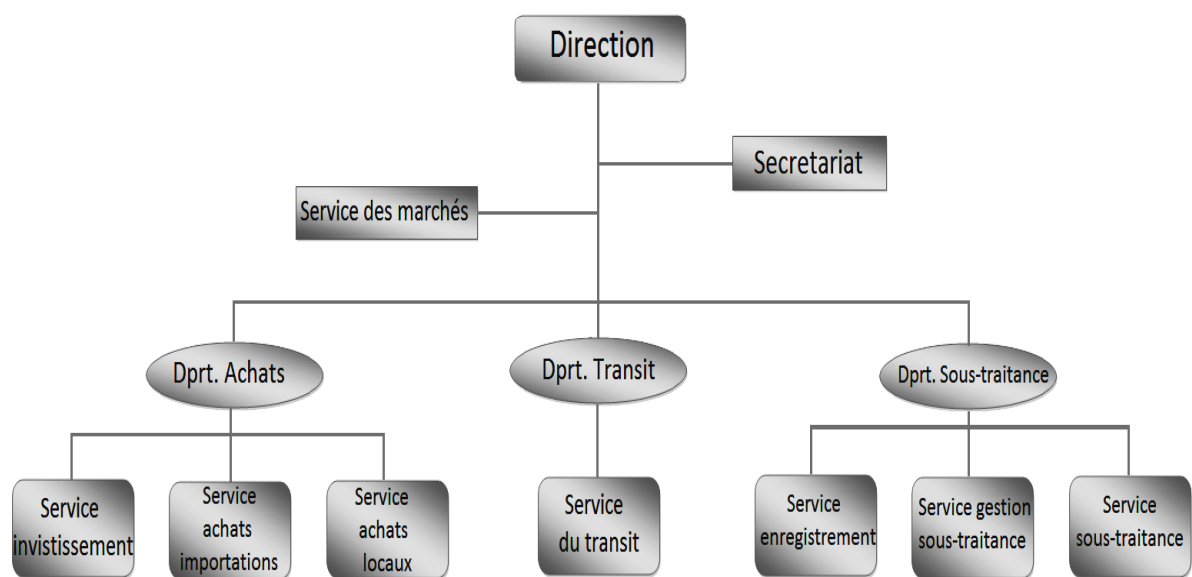 Direction
Secretariat
Service des marchés
Dprt. Achats
Dprt. Transit
Dprt. Sous-traitance
Service
invistissement
Service
achats
importations
Service
achats
locaux
Service
du transit
Service
enregistrement
Service gestion
sous-traitance
Service
sous-traitance